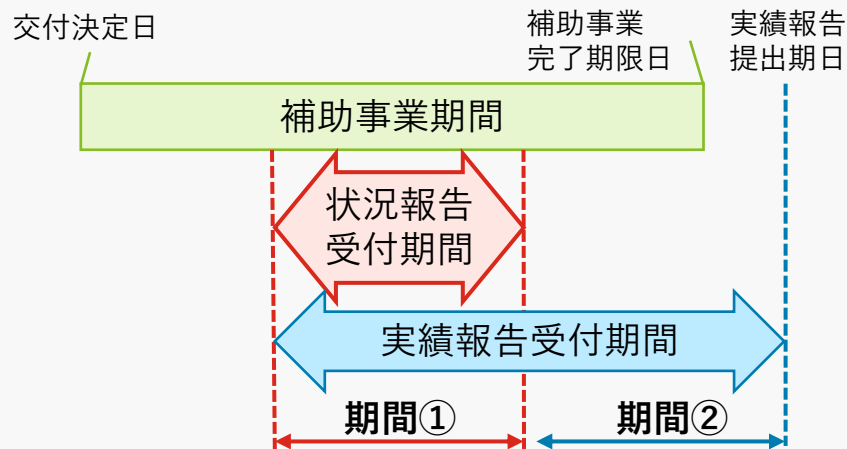 交付決定日
補助事業
完了期限日
実績報告
提出期日
補助事業期間
状況報告
受付期間
実績報告受付期間
期間①
期間②